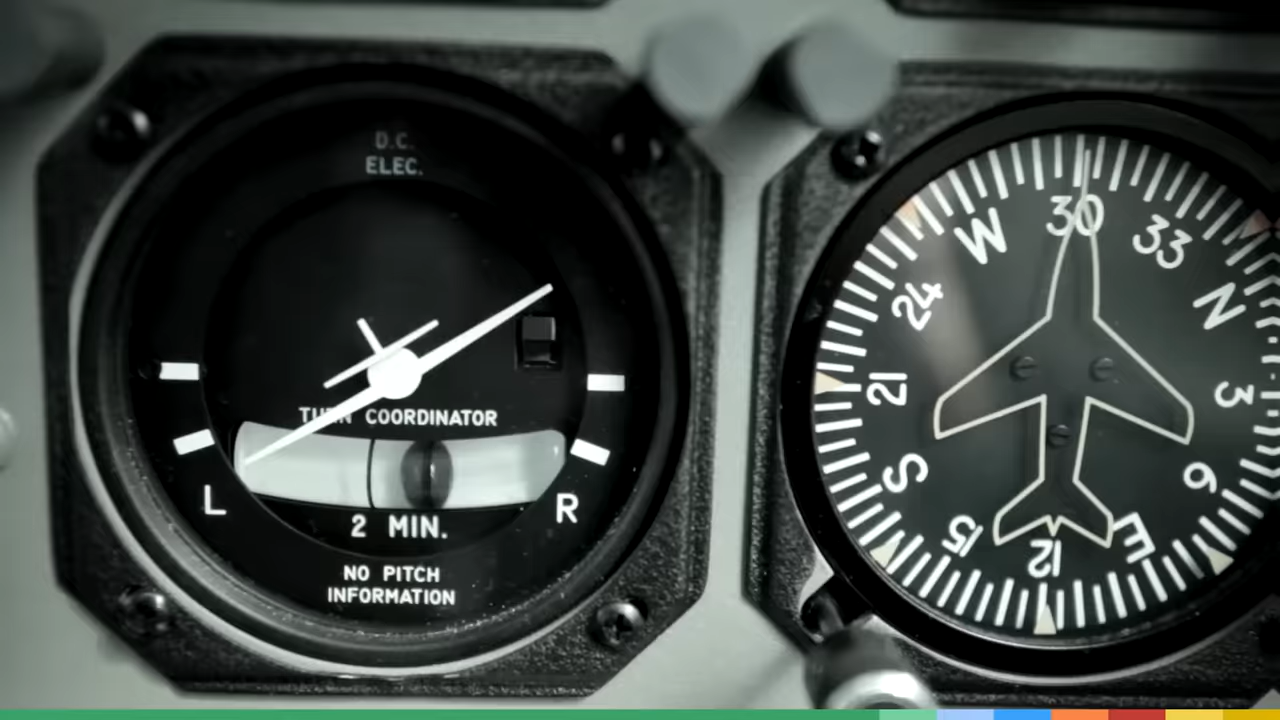 D.C.
ELEC.
TURN COORDINATOR
L
R
2 MIN.
NO PITCH
INFORMATION
30
33
N
3
6
E
12
15
S
21
24
W